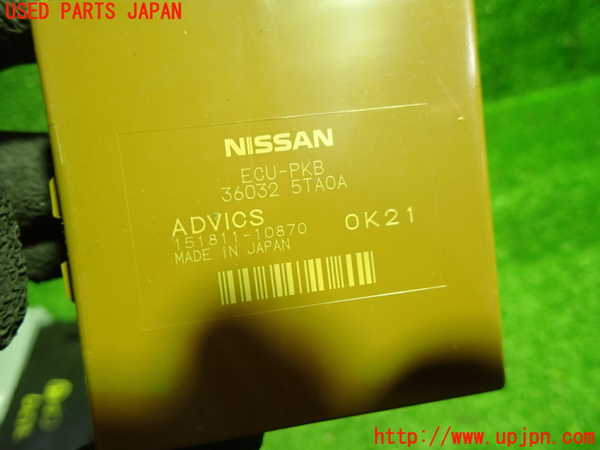 USED PARTS JAPAN
NISSAN
ECU-PKB
36032 5TA0A
ADVICS
151811-10870
0K21
MADE IN JAPAN
http://www.upjpn.com/